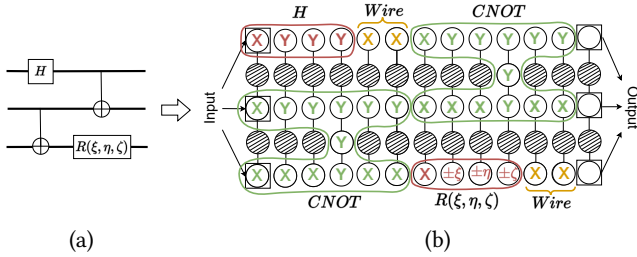 H Wire CNOT
X Y Y Y X X X Y Y Y Y Y
H
Y
Input
X Y Y Y Y Y X X X Y X X
Output
R(ξ, η, ζ)
Y
X X X Y X X X ±ξ ±η ±ζ X X
CNOT R(ξ, η, ζ) Wire
(a) (b)